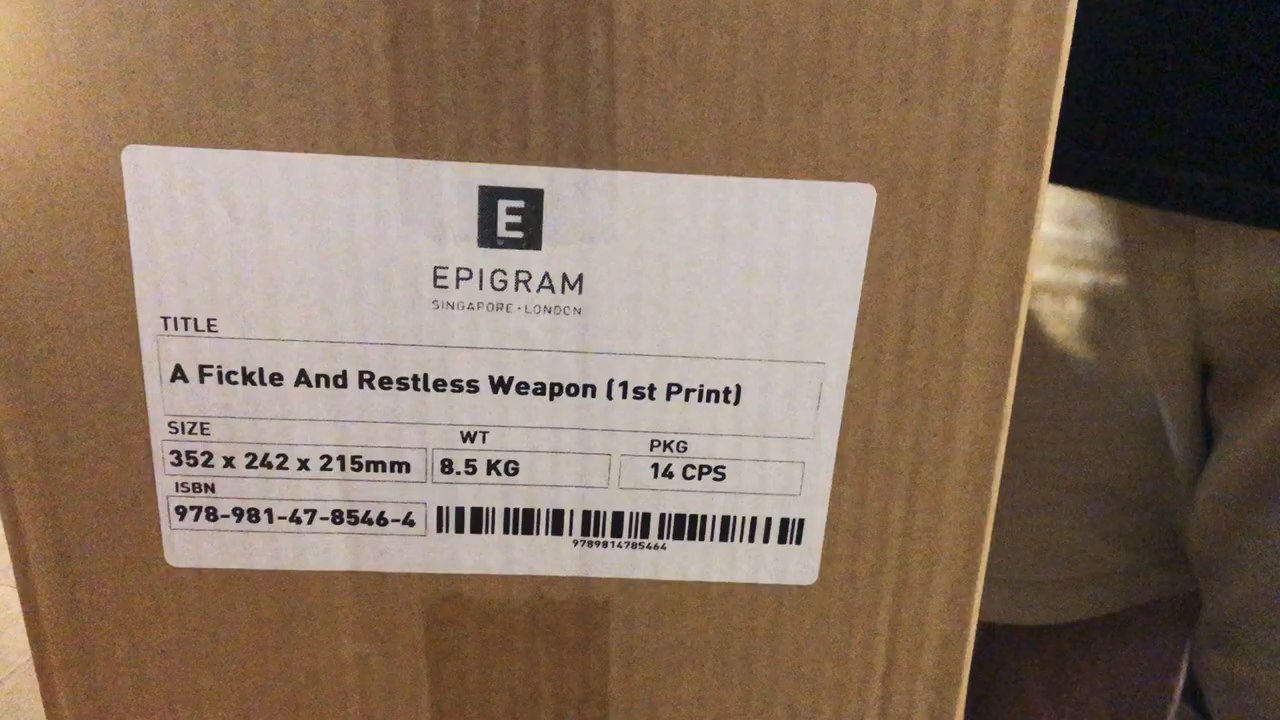 E
EPIGRAM
SINGAPORE • LONDON
TITLE
A Fickle And Restless Weapon (1st Print)
SIZE
WT
PKG
352 x 242 x 215mm
8.5 KG
14 CPS
ISBN
978-981-47-8546-4
9789814785464